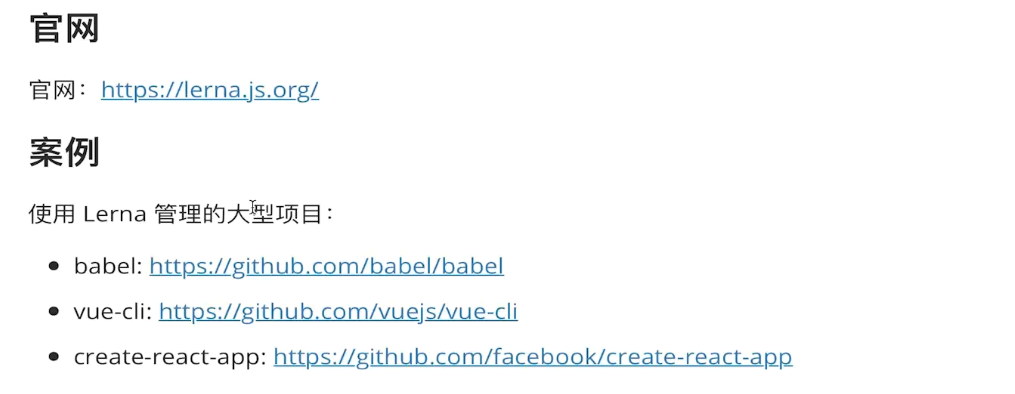 官网
官网：https://lerna.js.org/
案例
使用 Lerna 管理的大型项目：
• babel: https://github.com/babel/babel
• vue-cli: https://github.com/vuejs/vue-cli
• create-react-app: https://github.com/facebook/create-react-app